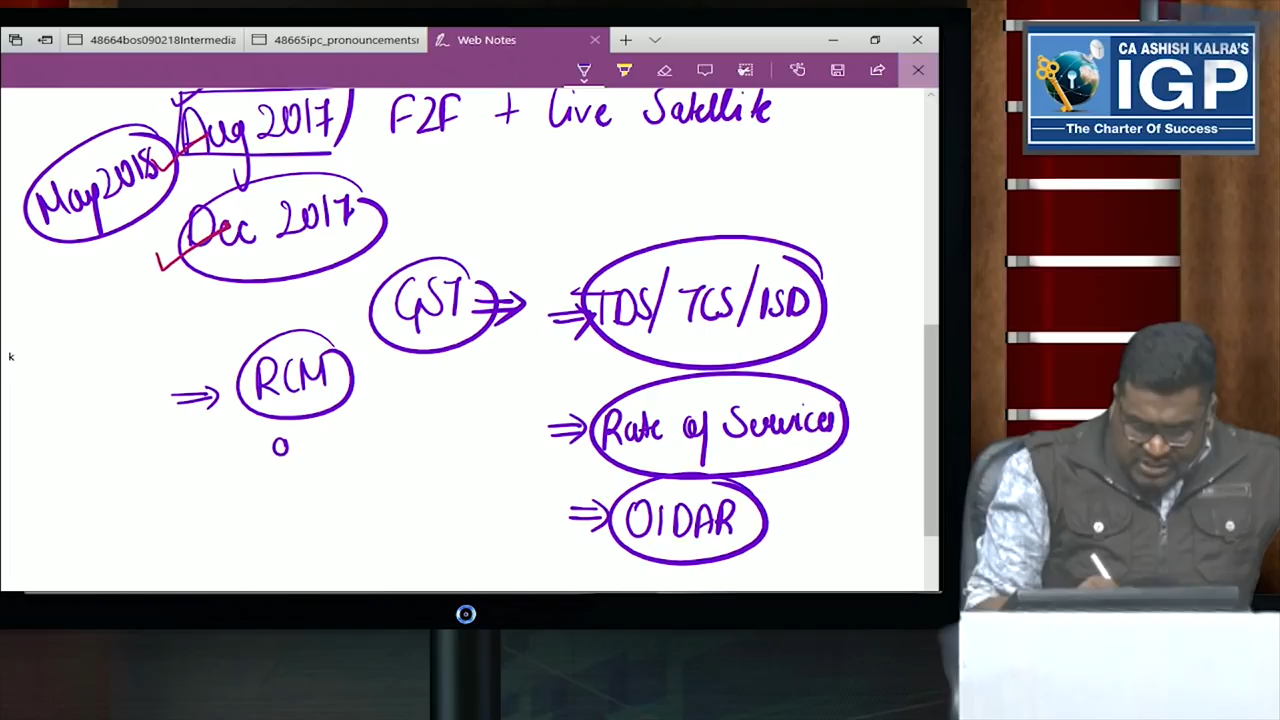 48664bos090218Intermedia
48665ipc_pronouncements
Web Notes
CA ASHISH KALRA'S
IGP
The Charter Of Success
Aug 2017 F2F + Live Satellite
May 2018
Dec 2017
GST ⇒ ⇒ TDS/TCS/ISD
k
⇒ RCM
⇒ Rate of Services
⇒ OIDAR